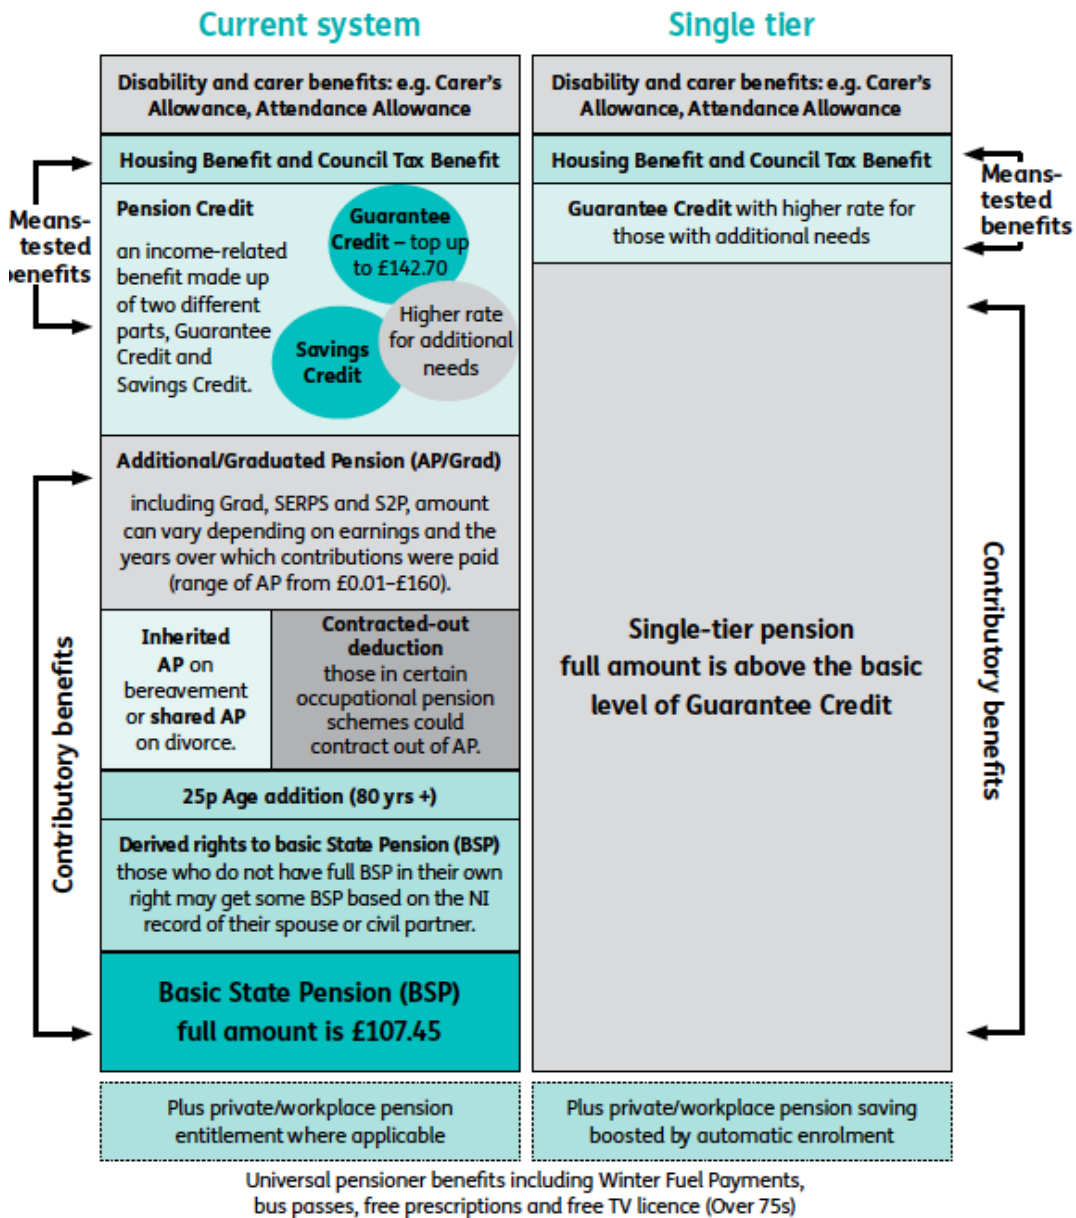 Current system
Single tier
Disability and carer benefits: e.g. Carer's
Allowance, Attendance Allowance
Housing Benefit and Council Tax Benefit
Means-
tested
benefits
Pension Credit
an income-related
benefit made up
of two different
parts, Guarantee
Credit and
Savings Credit.
Guarantee
Credit – top up
to £142.70
Higher rate
for additional
needs
Savings
Credit
Additional/Graduated Pension (AP/Grad)
including Grad, SERPS and S2P, amount
can vary depending on earnings and the
years over which contributions were paid
(range of AP from £0.01–£160).
Inherited
AP on
bereavement
or shared AP
on divorce.
Contracted-out
deduction
those in certain
occupational pension
schemes could
contract out of AP.
Contributory benefits
25p Age addition (80 yrs +)
Derived rights to basic State Pension (BSP)
those who do not have full BSP in their own
right may get some BSP based on the NI
record of their spouse or civil partner.
Basic State Pension (BSP)
full amount is £107.45
Plus private/workplace pension
entitlement where applicable
Disability and carer benefits: e.g. Carer's
Allowance, Attendance Allowance
Housing Benefit and Council Tax Benefit
Guarantee Credit with higher rate for
those with additional needs
Means-
tested
benefits
Single-tier pension
full amount is above the basic
level of Guarantee Credit
Contributory benefits
Plus private/workplace pension saving
boosted by automatic enrolment
Universal pensioner benefits including Winter Fuel Payments,
bus passes, free prescriptions and free TV licence (Over 75s)